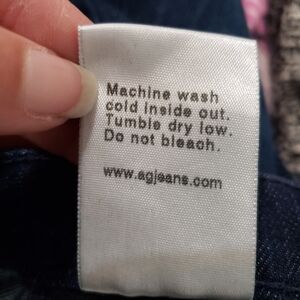 Machine wash
cold inside out.
Tumble dry low.
Do not bleach.
www.agjeans.com